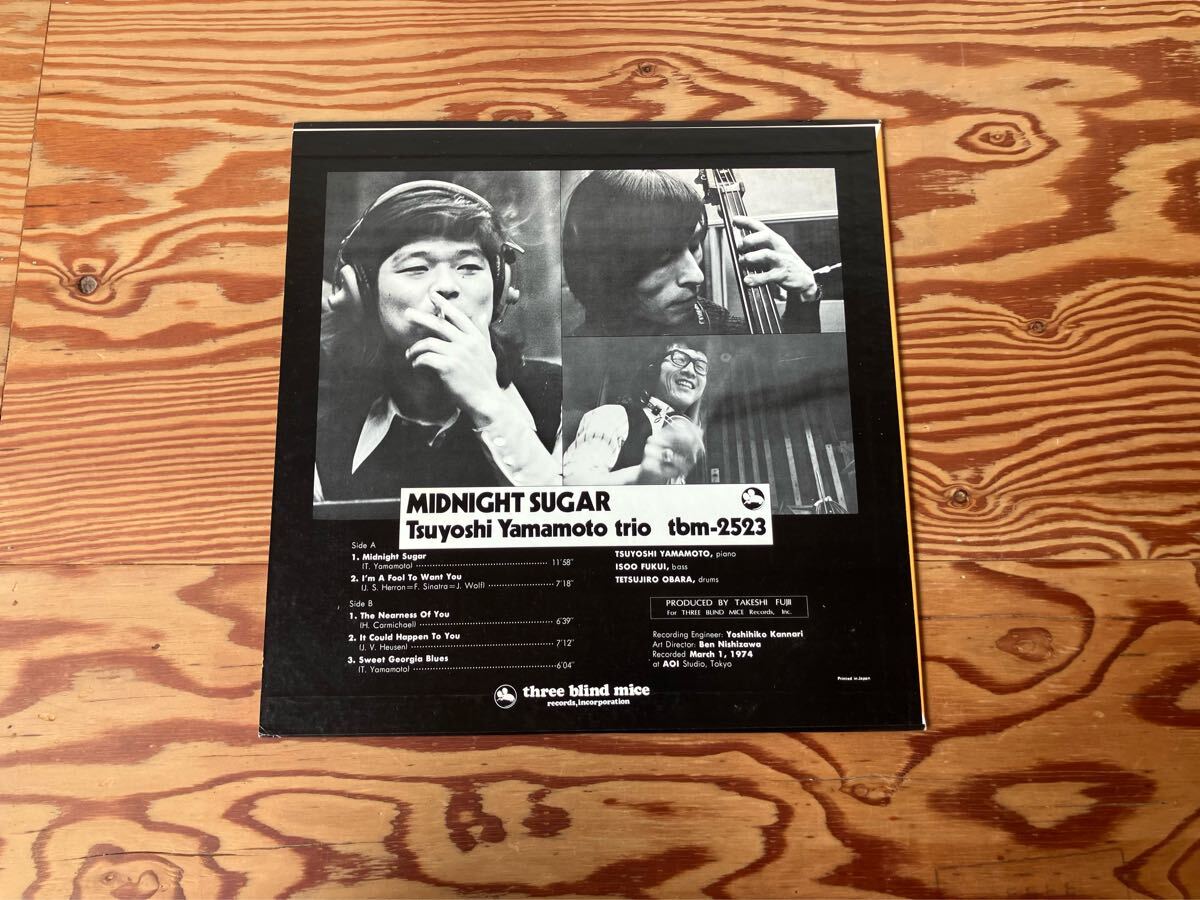 MIDNIGHT SUGAR
Tsuyoshi Yamamoto trio tbm-2523
Side A
1. Midnight Sugar
(T. Yamamoto) 11'58"
2. I'm A Fool To Want You
(J. S. Herron=F. Sinatra=J. Wolf) 7'18"
Side B
1. The Nearness Of You
(H. Carmichael) 6'39"
2. It Could Happen To You
(J. V. Heusen) 7'12"
3. Sweet Georgia Blues
(T. Yamamoto) 6'04"
TSUYOSHI YAMAMOTO, piano
ISOO FUKUI, bass
TETSUJIRO OBARA, drums
PRODUCED BY TAKESHI FUJII
For THREE BLIND MICE Records, Inc.
Recording Engineer: Yoshihiko Kannari
Art Director: Ben Nishizawa
Recorded March 1, 1974
at AOI Studio, Tokyo
Printed in Japan
three blind mice
records, incorporation